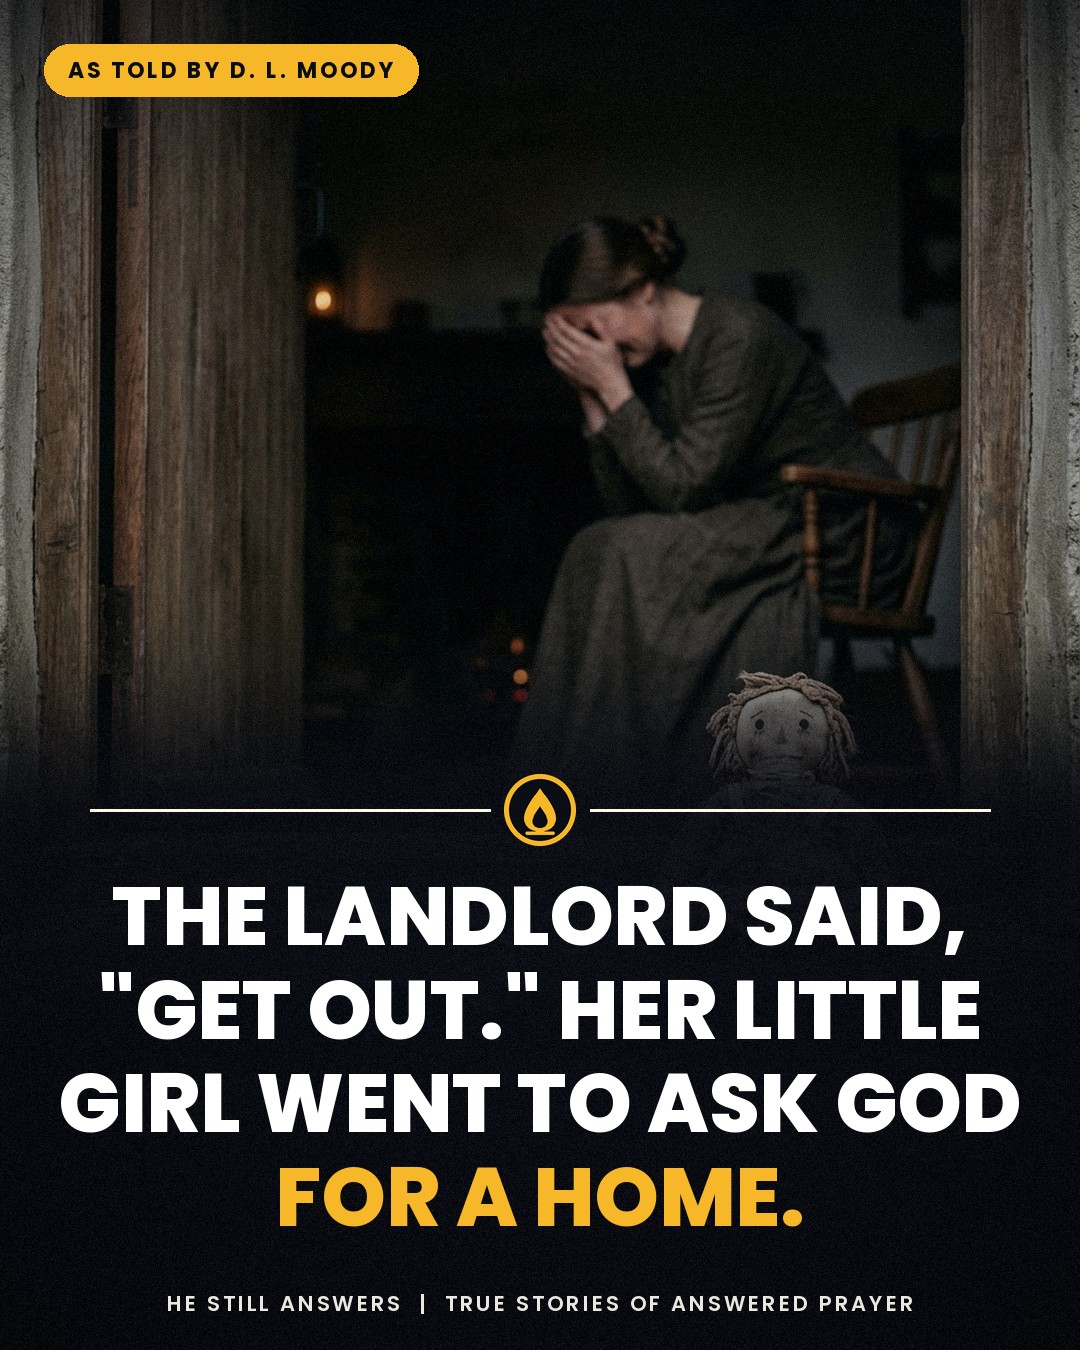 AS TOLD BY D. L. MOODY
THE LANDLORD SAID,
"GET OUT." HER LITTLE
GIRL WENT TO ASK GOD
FOR A HOME.
HE STILL ANSWERS | TRUE STORIES OF ANSWERED PRAYER